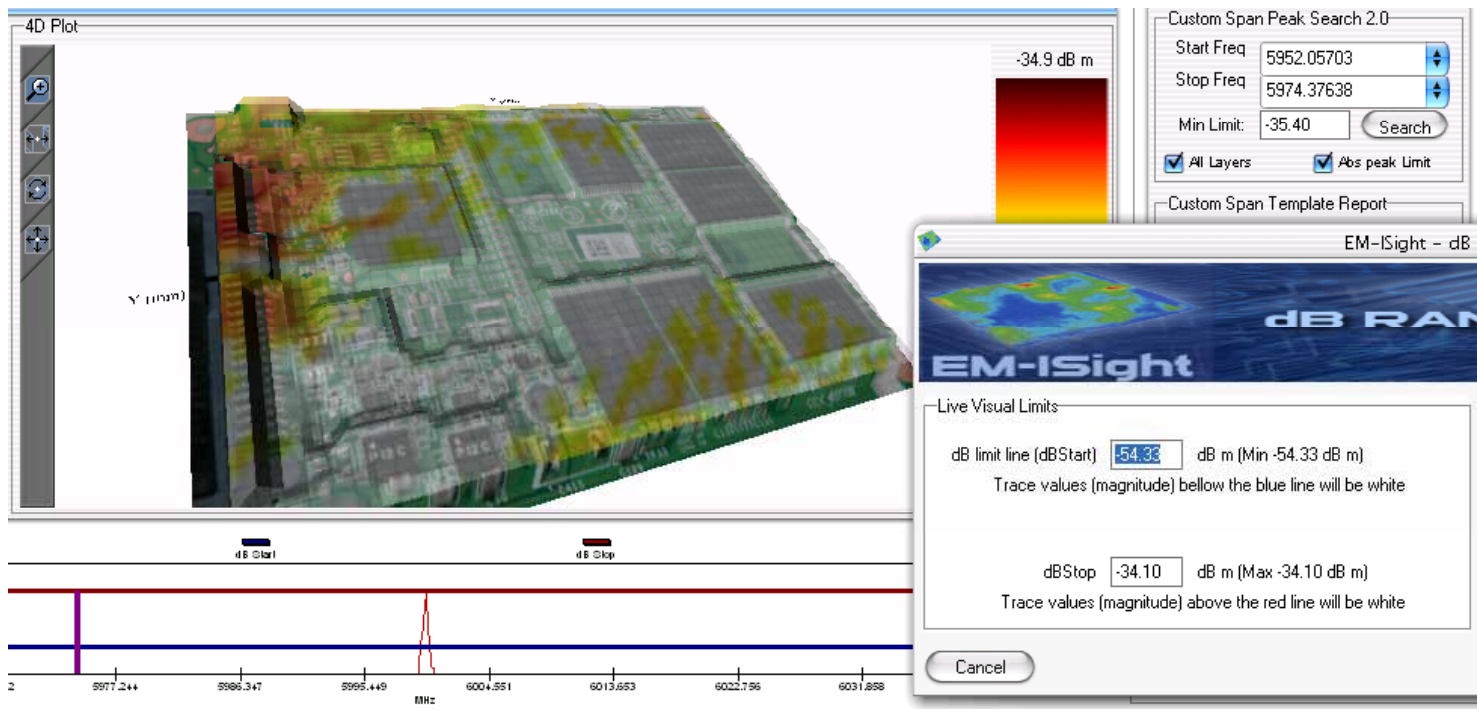 4D Plot
-34.9 dB m
Y (mm)
dB Start
dB Stop
5977.244
5986.347
5995.449
6004.551
6013.653
6022.756
6031.858
MHz
Custom Span Peak Search 2.0
Start Freq 5952.05703
Stop Freq 5974.37638
Min Limit: -35.40 Search
All Layers Abs peak Limit
Custom Span Template Report
EM-ISight - dB
dB RAN
EM-ISight
Live Visual Limits
dB limit line (dBStart) -54.33 dB m (Min -54.33 dB m)
Trace values (magnitude) bellow the blue line will be white
dBStop -34.10 dB m (Max -34.10 dB m)
Trace values (magnitude) above the red line will be white
Cancel